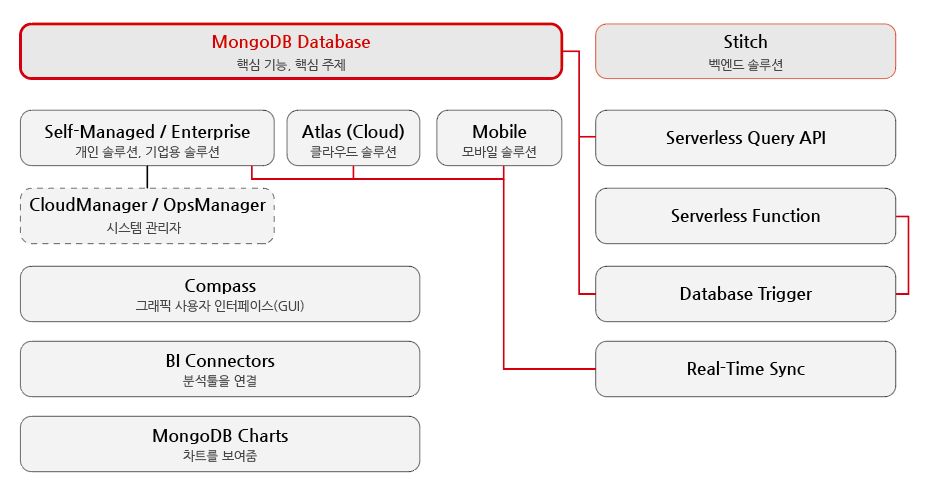 MongoDB Database
핵심 기능, 핵심 주제
Stitch
벡엔드 솔루션
Self-Managed / Enterprise
개인 솔루션, 기업용 솔루션
Atlas (Cloud)
클라우드 솔루션
Mobile
모바일 솔루션
Serverless Query API
CloudManager / OpsManager
시스템 관리자
Serverless Function
Compass
그래픽 사용자 인터페이스(GUI)
Database Trigger
BI Connectors
분석툴을 연결
Real-Time Sync
MongoDB Charts
차트를 보여줌